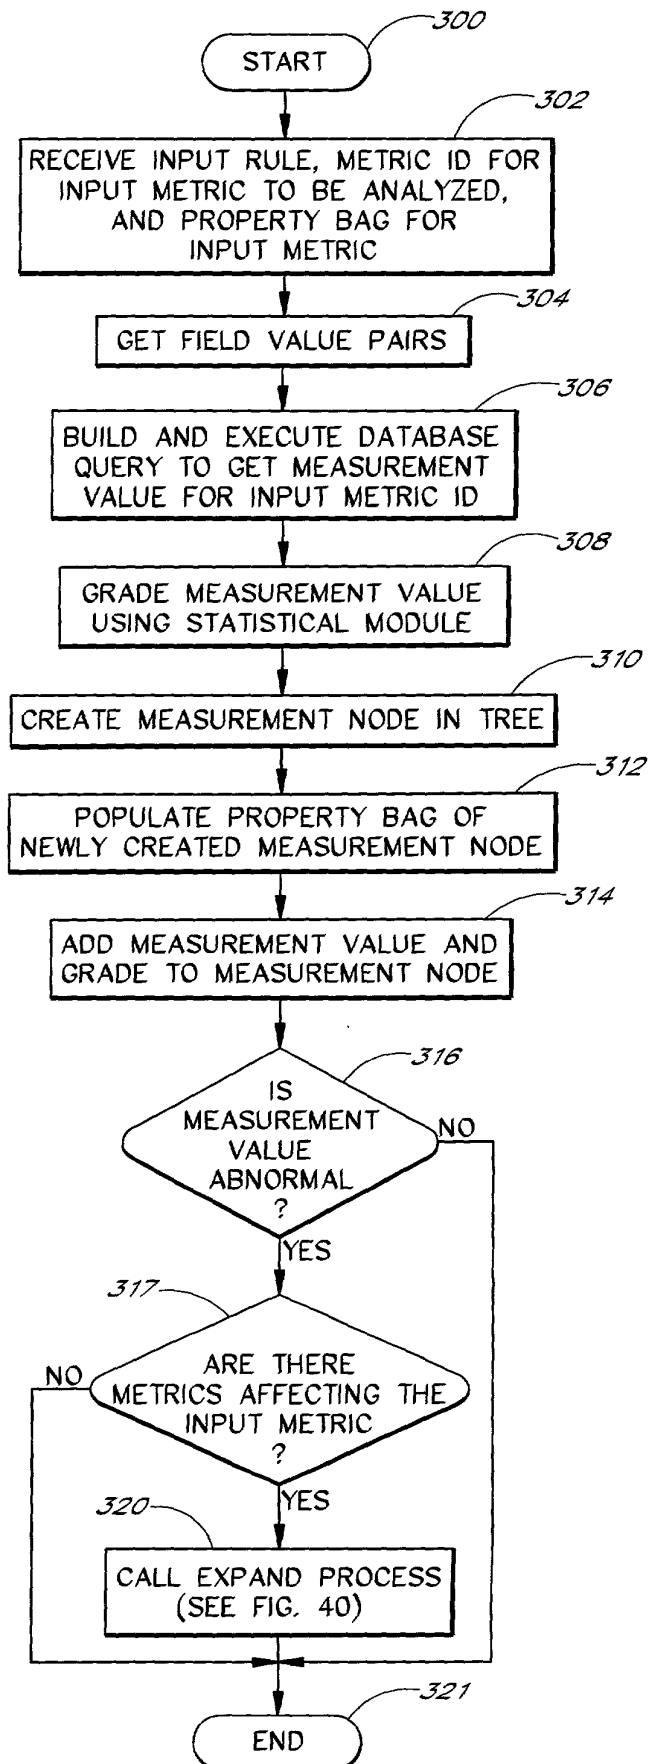 300
START
302
RECEIVE INPUT RULE, METRIC ID FOR
INPUT METRIC TO BE ANALYZED,
AND PROPERTY BAG FOR
INPUT METRIC
304
GET FIELD VALUE PAIRS
306
BUILD AND EXECUTE DATABASE
QUERY TO GET MEASUREMENT
VALUE FOR INPUT METRIC ID
308
GRADE MEASUREMENT VALUE
USING STATISTICAL MODULE
310
CREATE MEASUREMENT NODE IN TREE
312
POPULATE PROPERTY BAG OF
NEWLY CREATED MEASUREMENT NODE
314
ADD MEASUREMENT VALUE AND
GRADE TO MEASUREMENT NODE
316
IS
MEASUREMENT
VALUE
ABNORMAL
?
NO
YES
317
ARE THERE
METRICS AFFECTING THE
INPUT METRIC
?
NO
YES
320
CALL EXPAND PROCESS
(SEE FIG. 40)
321
END